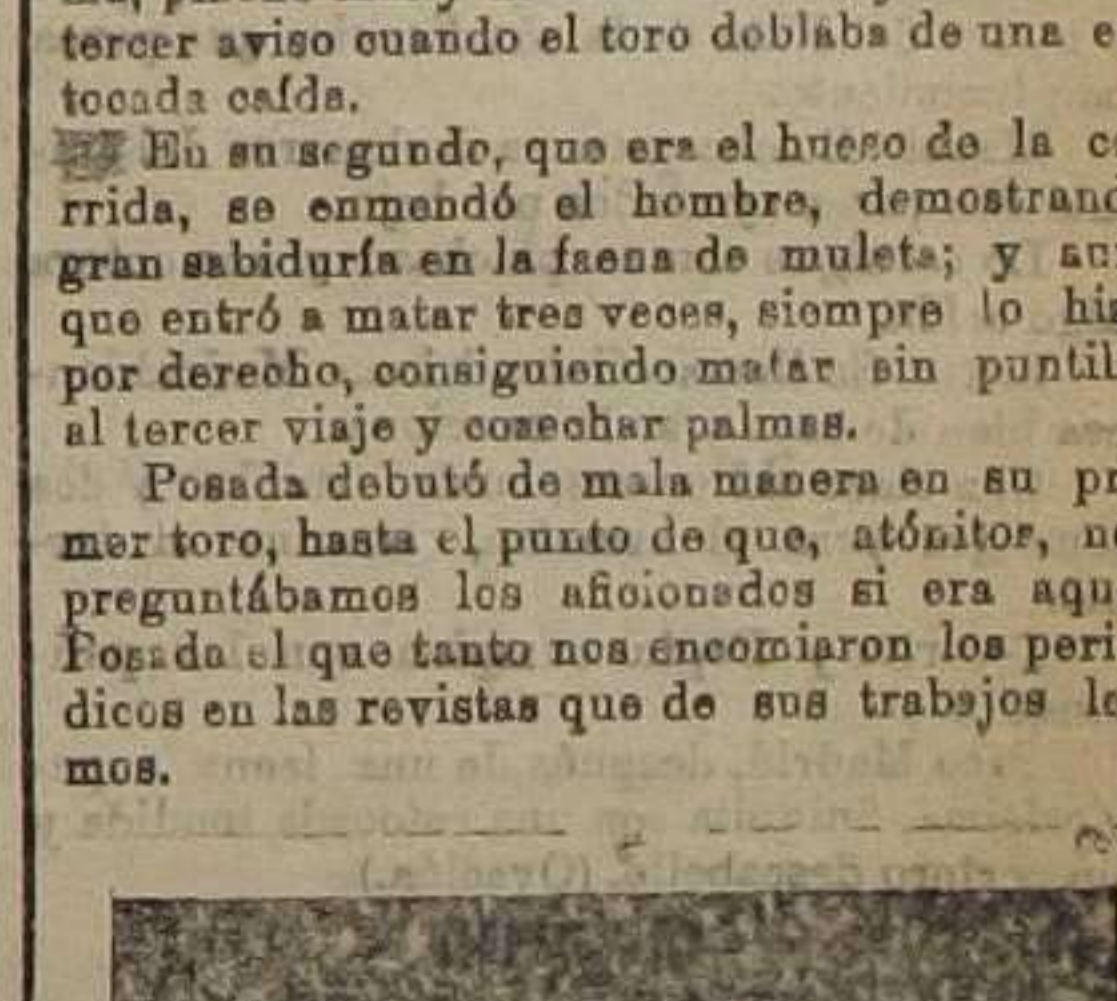 tercer aviso cuando el toro doblaba de una e
tocada caída.
En su segundo, que era el hueso de la c
rrida, se enmendó el hombre, demostran
gran sabiduría en la faena de muleta; y
que entró a matar tres veces, siempre lo hi
por derecho, consiguiendo matar sin puntil
al tercer viaje y cosechar palmas.
Posada debutó de mala manera en su pr
mer toro, hasta el punto de que, atónitos, n
preguntábamos los aficionados si era aqu
Posada el que tanto nos encomiaron los peri
dicos en las revistas que de sus trabajos le
mos.